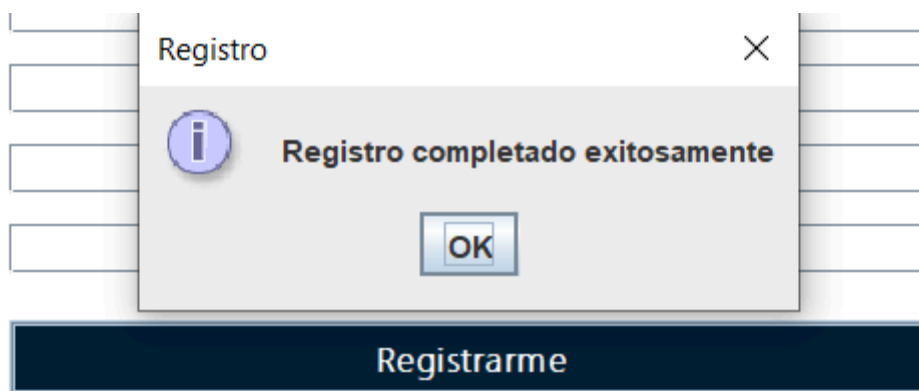 Registro
Registro completado exitosamente
OK
Registrarme